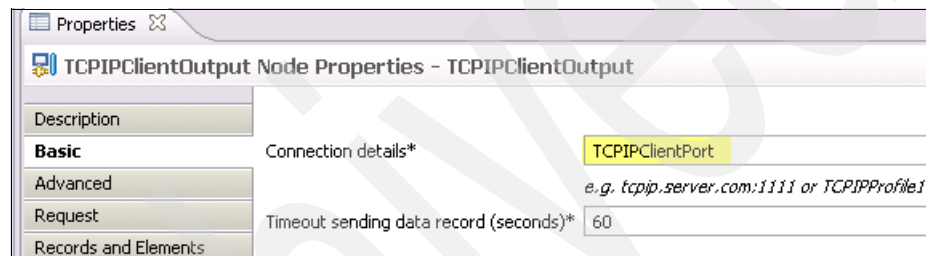 Properties
TCPIPClientOutput Node Properties - TCPIPClientOutput
Description
Basic
Connection details*
TCPIPClientPort
Advanced
e.g. tcpip.server.com:1111 or TCPIPProfile1
Request
Timeout sending data record (seconds)*
60
Records and Elements